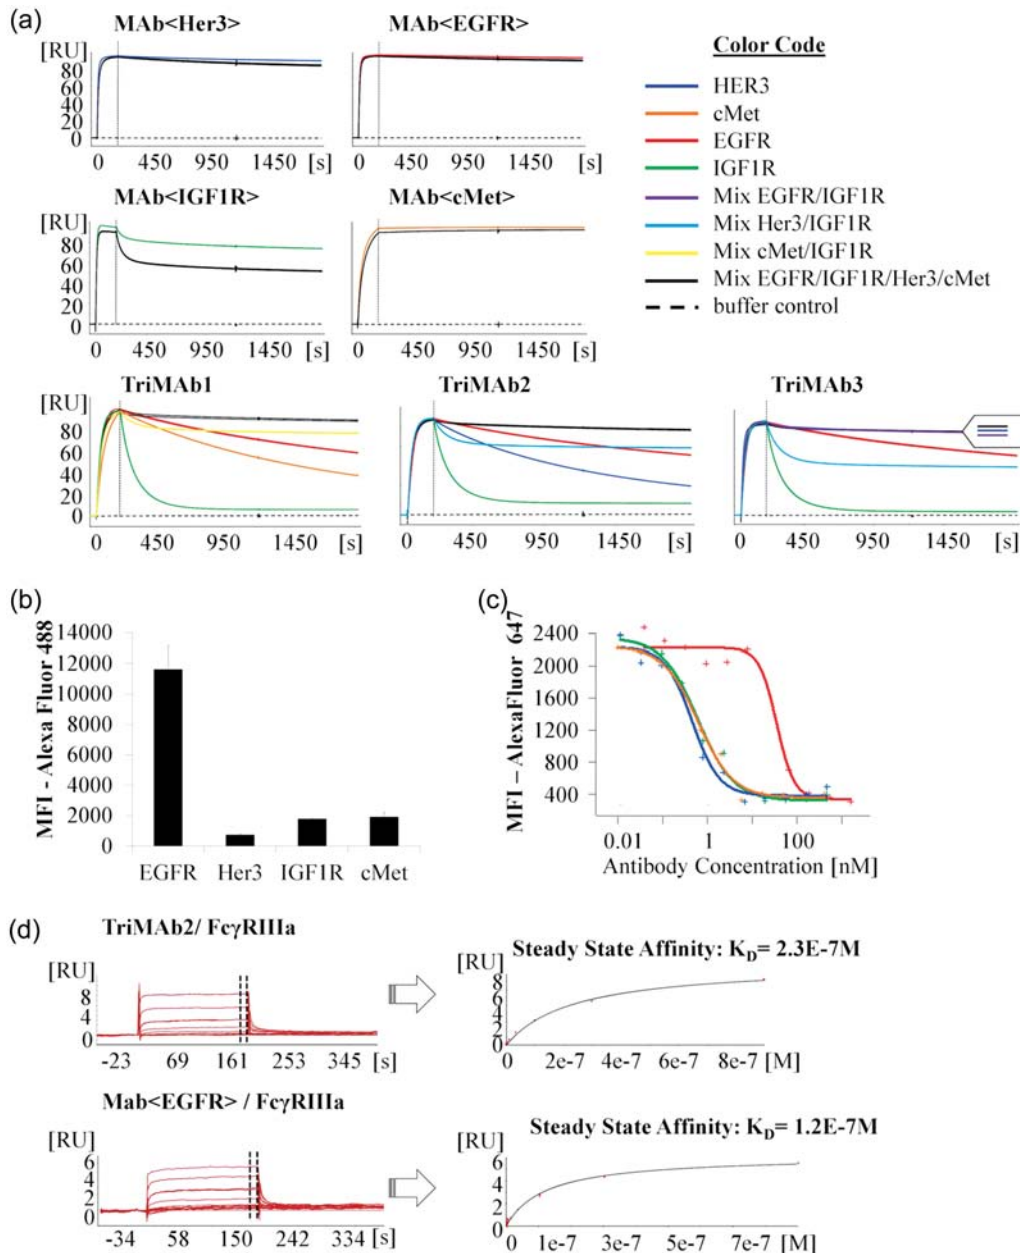 (a)
MAb<Her3>
MAb<EGFR>
[RU]
80
60
40
20
0
0 450 950 1450 [s]
0 450 950 1450 [s]
Color Code
HER3
cMet
EGFR
IGF1R
Mix EGFR/IGF1R
Mix Her3/IGF1R
Mix cMet/IGF1R
Mix EGFR/IGF1R/Her3/cMet
buffer control
MAb<IGF1R>
MAb<cMet>
[RU]
80
60
40
20
0
0 450 950 1450 [s]
0 450 950 1450 [s]
TriMAb1
TriMAb2
TriMAb3
[RU]
80
60
40
20
0
0 450 950 1450
0 450 950 1450
0 450 950 1450 [s]
(b)
MFI - Alexa Fluor 488
14000
12000
10000
8000
6000
4000
2000
0
EGFR Her3 IGF1R cMet
(c)
MFI – AlexaFluor 647
2400
2000
1600
1200
800
400
0.01 1 100
Antibody Concentration [nM]
(d)
TriMAb2/ FcγRIIIa
[RU]
8
4
2
0
-23 69 161 253 345 [s]
Steady State Affinity: KD= 2.3E-7M
[RU]
8
6
4
2
0
0 2e-7 4e-7 6e-7 8e-7 [M]
Mab<EGFR> / FcγRIIIa
[RU]
6
4
2
0
-34 58 150 242 334 [s]
Steady State Affinity: KD= 1.2E-7M
[RU]
6
4
2
0
0 1e-7 3e-7 5e-7 7e-7 [M]